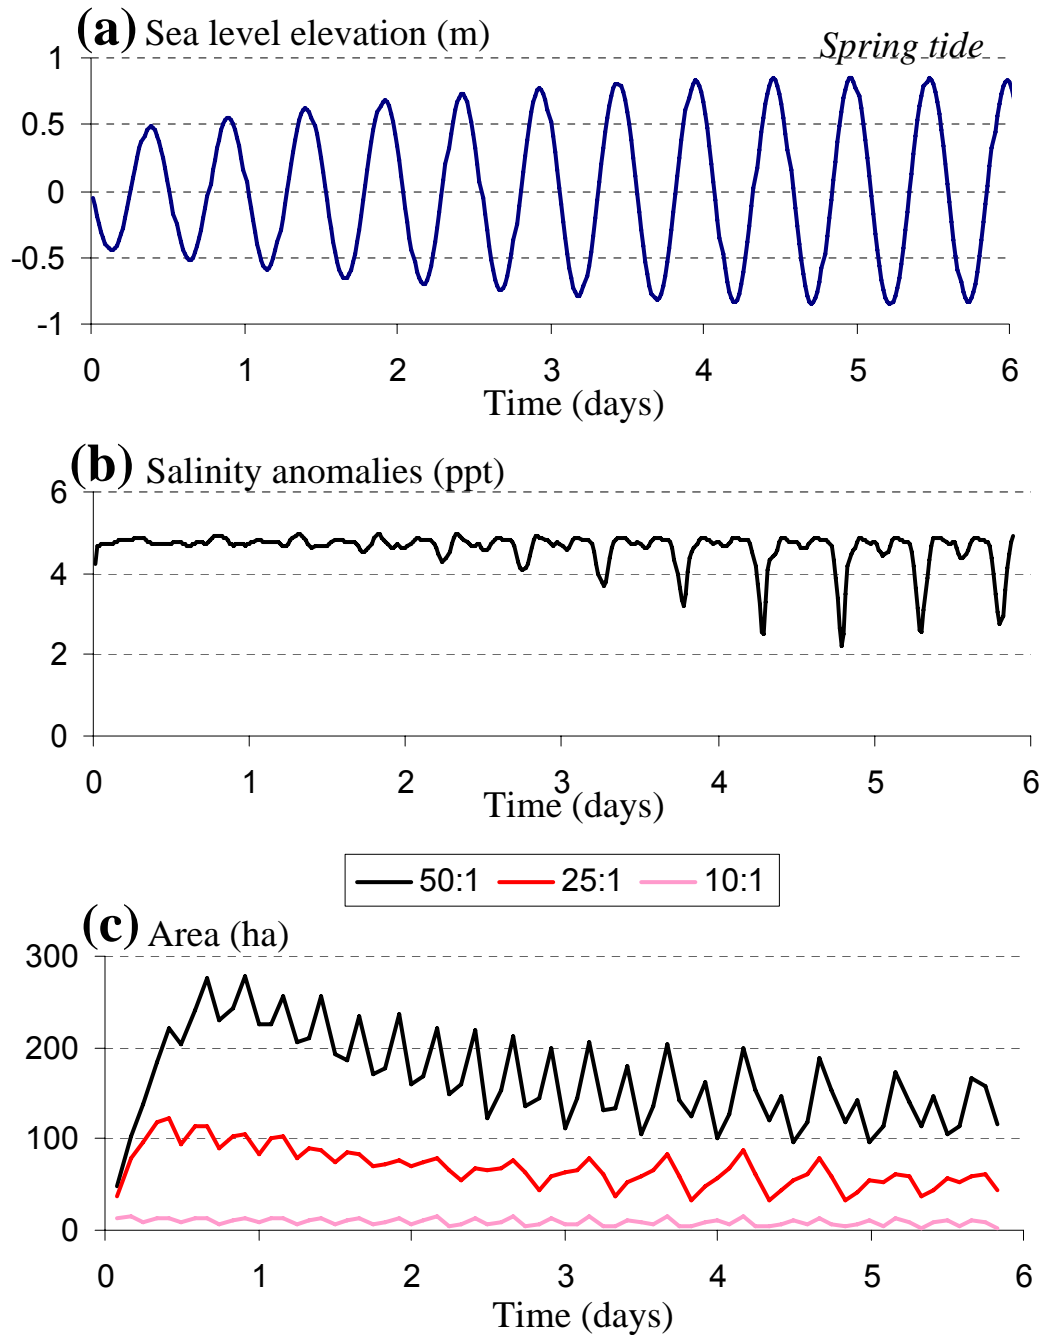 (a) Sea level elevation (m)
Spring tide
1
0.5
0
-0.5
-1
0 1 2 3 4 5 6
Time (days)
(b) Salinity anomalies (ppt)
6
4
2
0
0 1 2 3 4 5 6
Time (days)
50:1 25:1 10:1
(c) Area (ha)
300
200
100
0
0 1 2 3 4 5 6
Time (days)